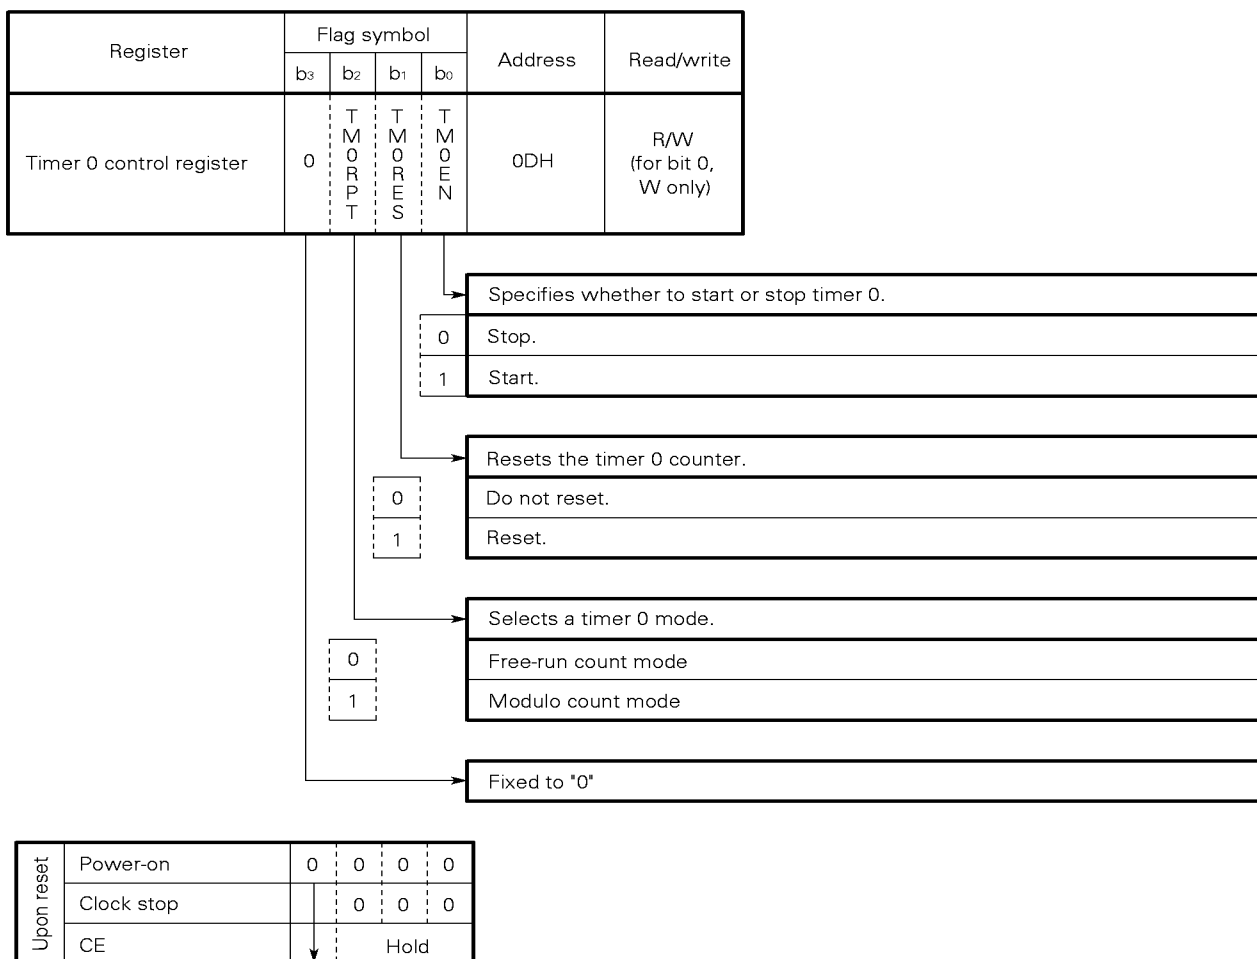 Register
Flag symbol
Address
Read/write
b3 b2 b1 b0
Timer 0 control register
0
TM0RPT
TM0RES
TM0EN
0DH
R/W
(for bit 0,
W only)
Specifies whether to start or stop timer 0.
0 Stop.
1 Start.
Resets the timer 0 counter.
0 Do not reset.
1 Reset.
Selects a timer 0 mode.
0 Free-run count mode
1 Modulo count mode
Fixed to "0"
Upon reset
Power-on 0 0 0 0
Clock stop 0 0 0
CE Hold